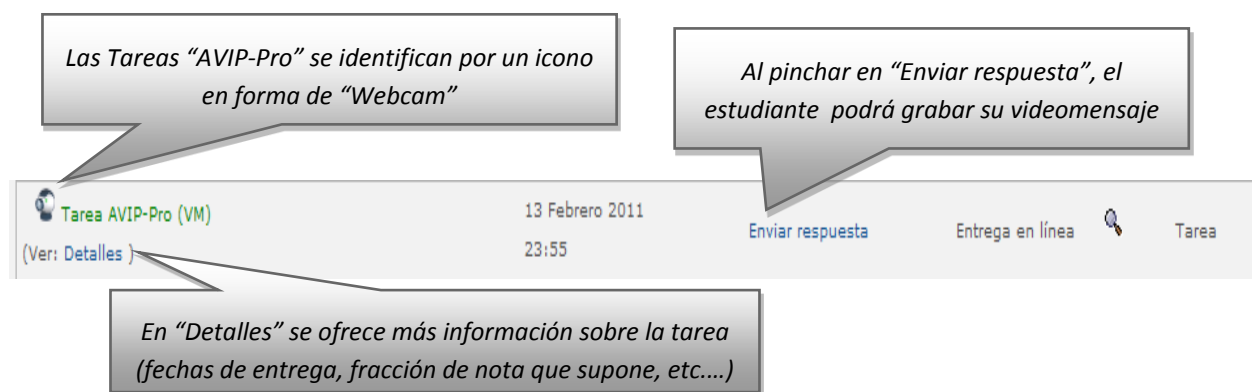 Las Tareas “AVIP-Pro” se identifican por un icono
en forma de “Webcam”
Al pinchar en “Enviar respuesta”, el
estudiante podrá grabar su videomensaje
Tarea AVIP-Pro (VM)
(Ver: Detalles )
13 Febrero 2011
23:55
Enviar respuesta
Entrega en línea
Tarea
En “Detalles” se ofrece más información sobre la tarea
(fechas de entrega, fracción de nota que supone, etc.…)